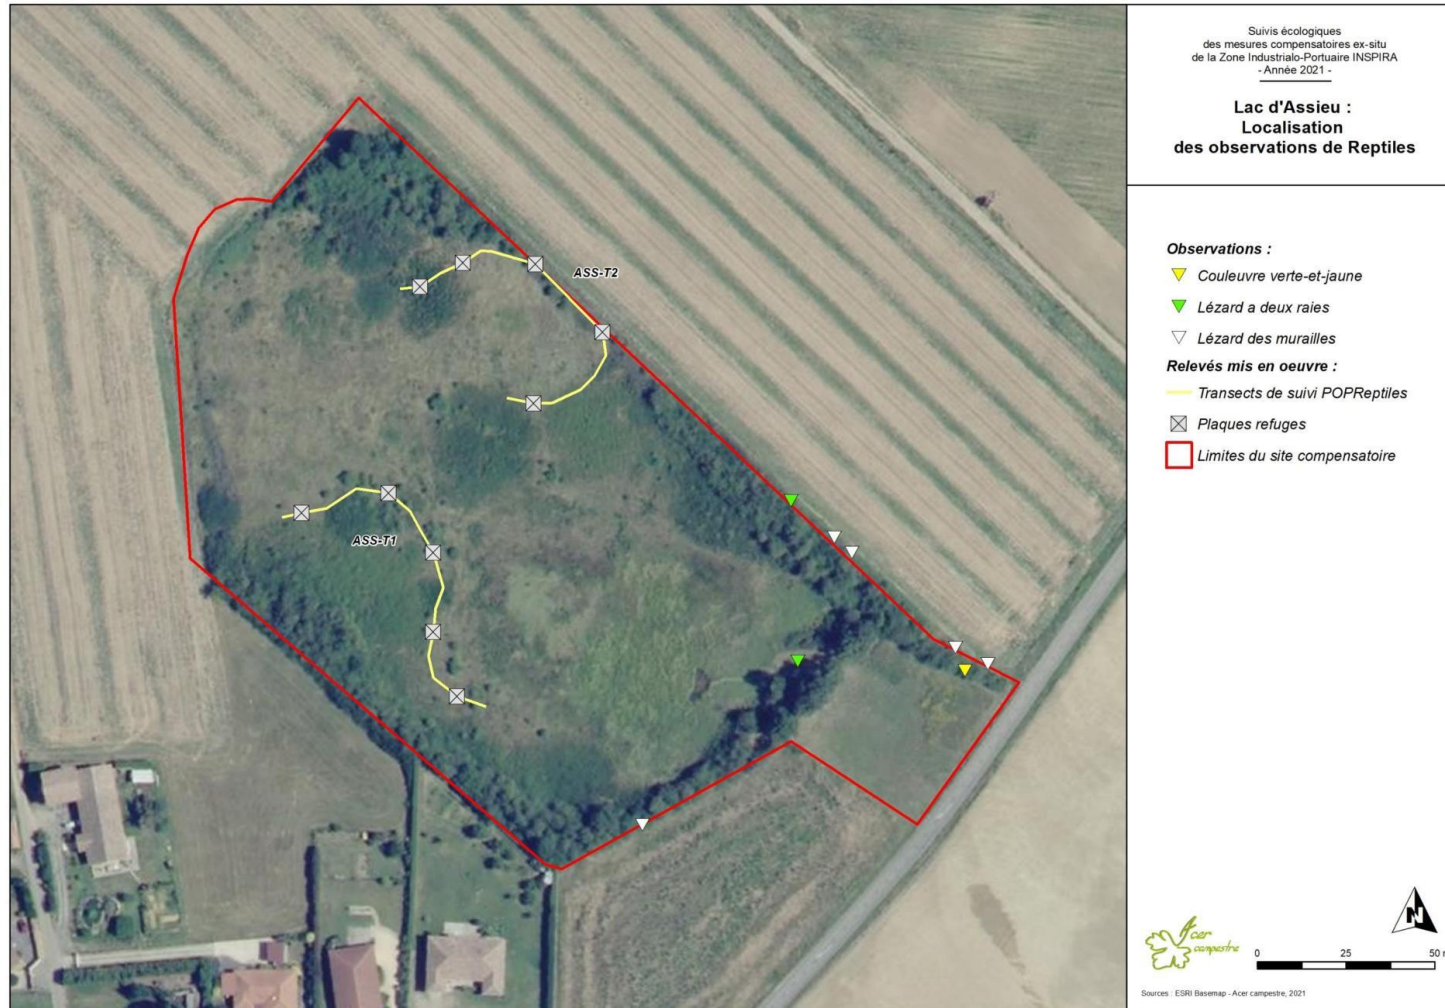 Suivis écologiques
des mesures compensatoires ex-situ
de la Zone Industrialo-Portuaire INSPIRA
- Année 2021 -
Lac d'Assieu :
Localisation
des observations de Reptiles
ASS-T2
ASS-T1
Observations :
Couleuvre verte-et-jaune
Lézard a deux raies
Lézard des murailles
Relevés mis en oeuvre :
Transects de suivi POPReptiles
Plaques refuges
Limites du site compensatoire
N
Acer
campestre
0 25 50 m
Sources : ESRI Basemap - Acer campestre, 2021